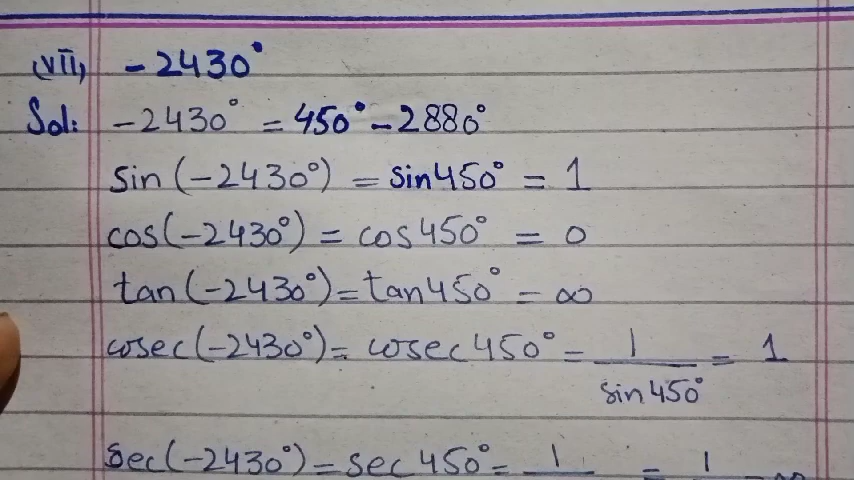 (VII) -2430°
Sol: -2430° = 450° - 2880°
sin(-2430°) = sin450° = 1
cos(-2430°) = cos450° = 0
tan(-2430°) = tan450° = ∞
cosec(-2430°) = cosec450° = 1/sin450° = 1
sec(-2430°) = sec450° = 1 = 1